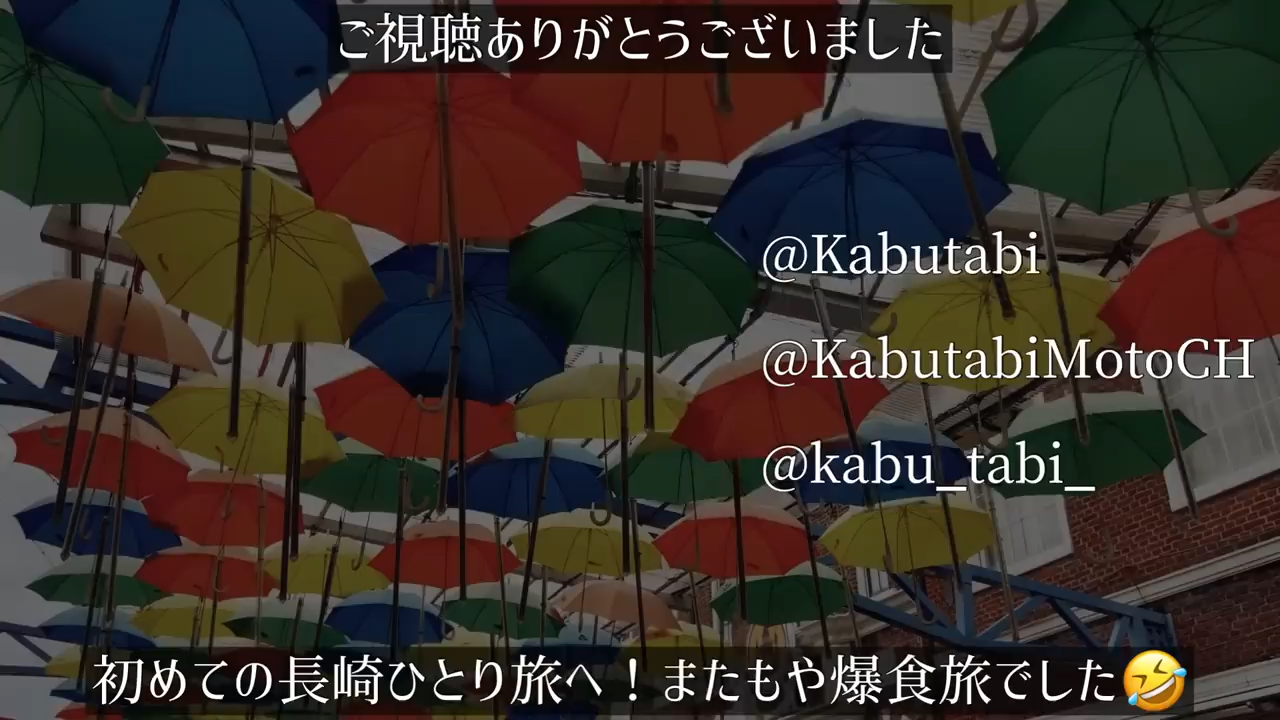 ご視聴ありがとうございました
@Kabutabi
@KabutabiMotoCH
@kabu_tabi_
初めての長崎ひとり旅へ！またもや爆食旅でした🤣